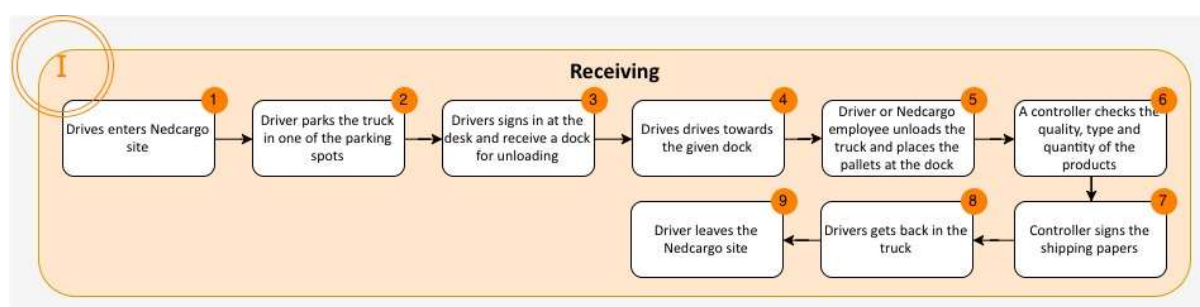 I
Receiving
1
Drives enters Nedcargo
site
2
Driver parks the truck
in one of the parking
spots
3
Drivers signs in at the
desk and receive a dock
for unloading
4
Drives drives towards
the given dock
5
Driver or Nedcargo
employee unloads the
truck and places the
pallets at the dock
6
A controller checks the
quality, type and
quantity of the
products
7
Controller signs the
shipping papers
8
Drivers gets back in the
truck
9
Driver leaves the
Nedcargo site